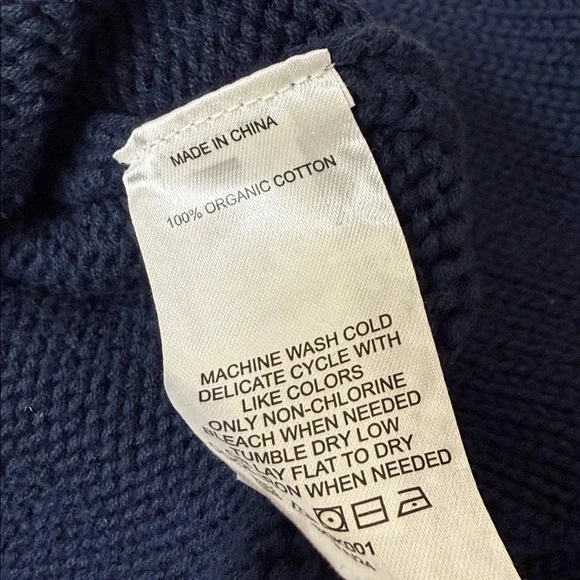 MADE IN CHINA
100% ORGANIC COTTON
MACHINE WASH COLD
DELICATE CYCLE WITH
LIKE COLORS
ONLY NON-CHLORINE
BLEACH WHEN NEEDED
TUMBLE DRY LOW
LAY FLAT TO DRY
WHEN NEEDED